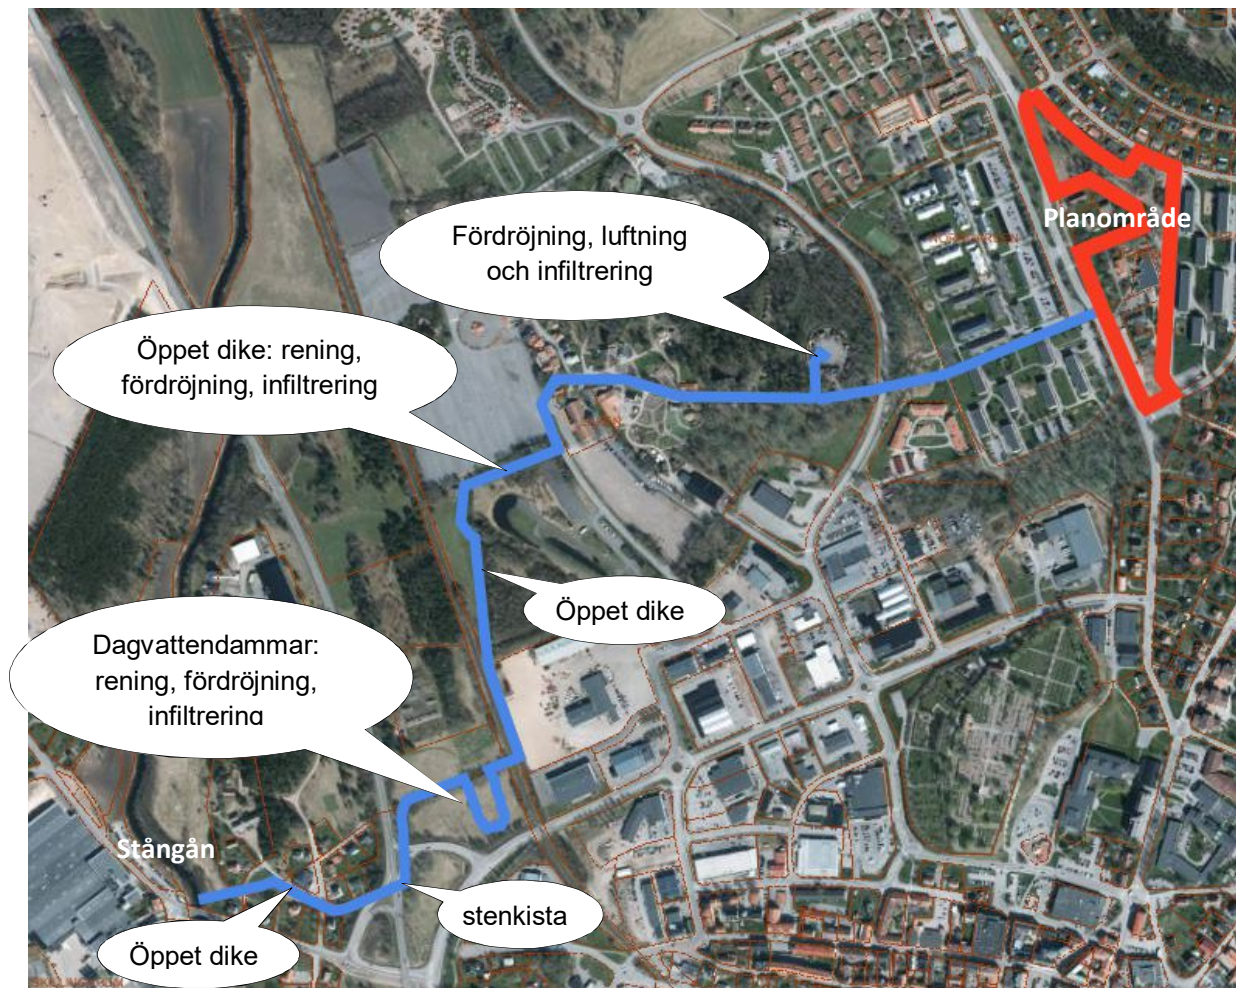 Planområde
Fördröjning, luftning
och infiltrering
Öppet dike: rening,
fördröjning, infiltrering
Öppet dike
Dagvattendammar:
rening, fördröjning,
infiltrering
Stångån
stenkista
Öppet dike